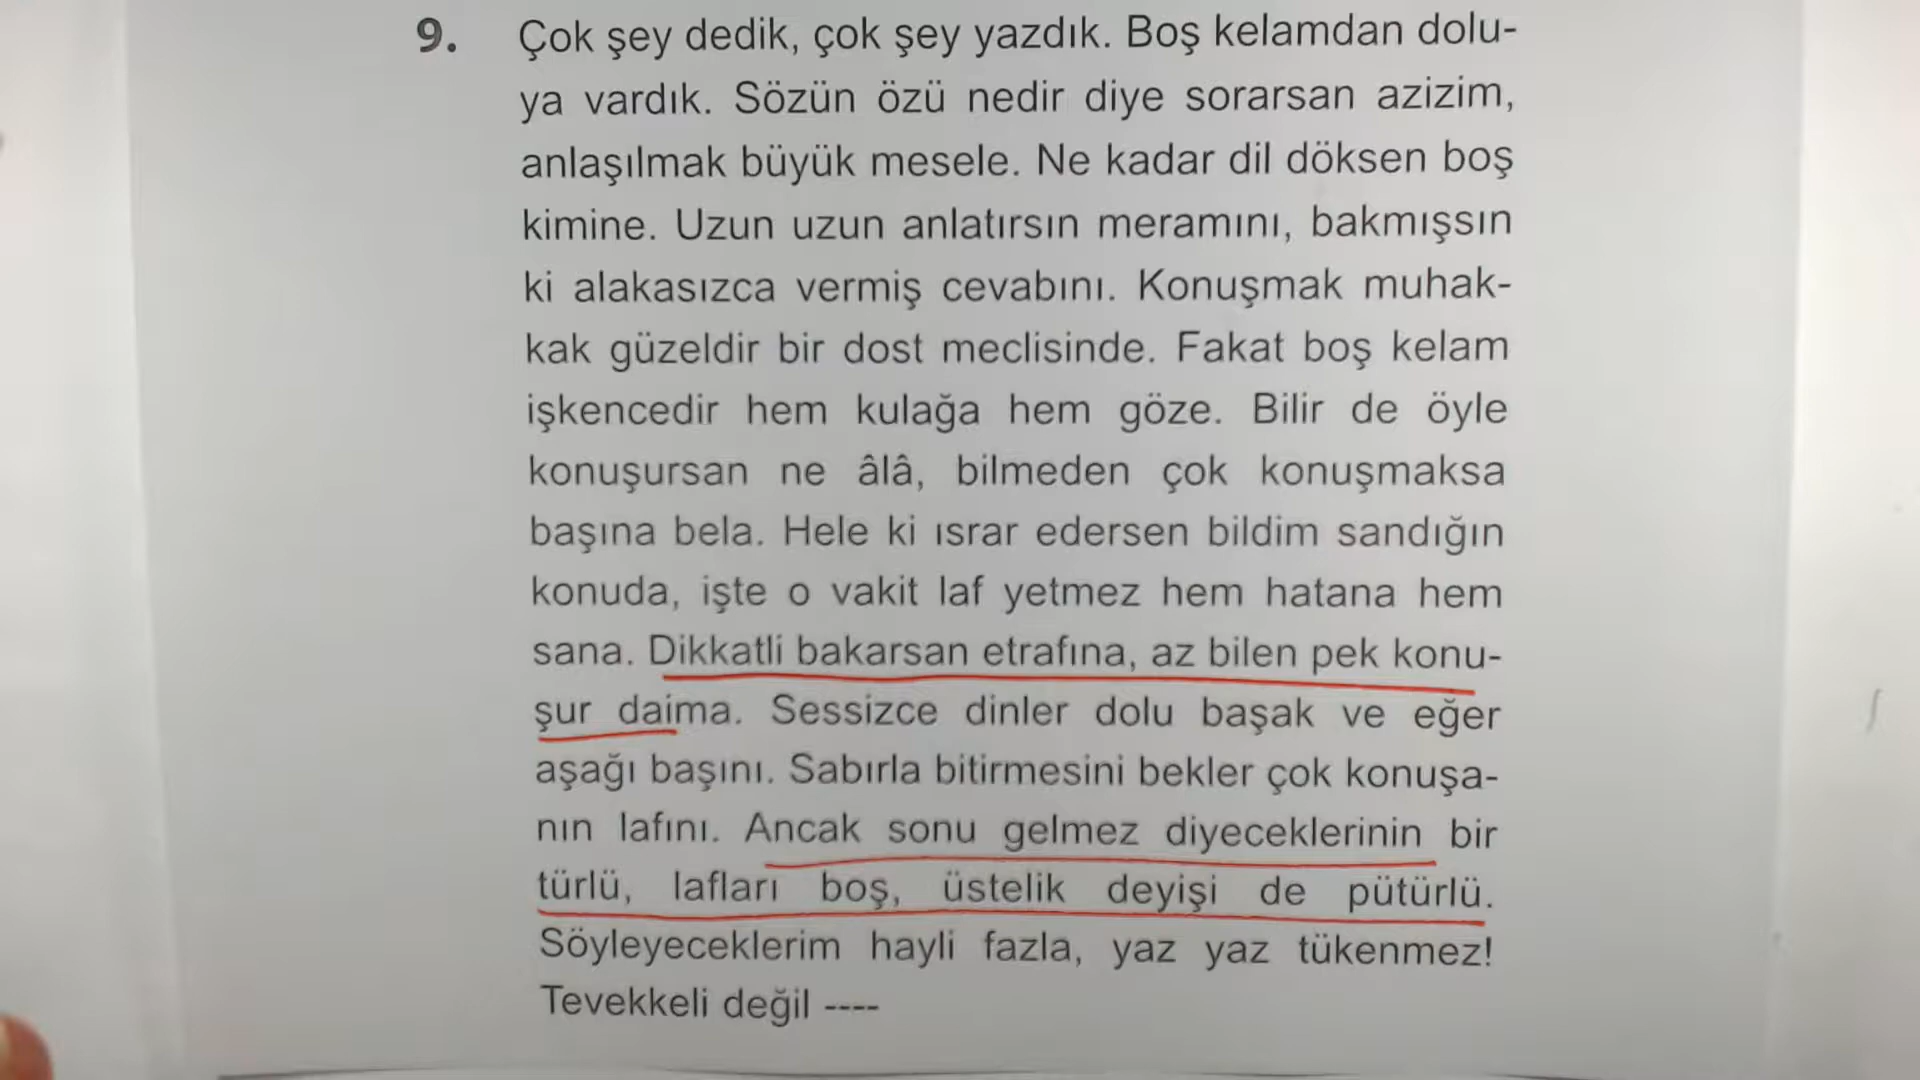 9. Çok şey dedik, çok şey yazdık. Boş kelamdan dolu-
ya vardık. Sözün özü nedir diye sorarsan azizim,
anlaşılmak büyük mesele. Ne kadar dil döksen boş
kimine. Uzun uzun anlatırsın meramını, bakmışsın
ki alakasızca vermiş cevabını. Konuşmak muhak-
kak güzeldir bir dost meclisinde. Fakat boş kelam
işkencedir hem kulağa hem göze. Bilir de öyle
konuşursan ne âlâ, bilmeden çok konuşmaksa
başına bela. Hele ki ısrar edersen bildim sandığın
konuda, işte o vakit laf yetmez hem hatana hem
sana. Dikkatli bakarsan etrafına, az bilen pek konu-
şur daima. Sessizce dinler dolu başak ve eğer
aşağı başını. Sabırla bitirmesini bekler çok konuşa-
nın lafını. Ancak sonu gelmez diyeceklerinin bir
türlü, lafları boş, üstelik deyişi de pütürlü.
Söyleyeceklerim hayli fazla, yaz yaz tükenmez!
Tevekkeli değil ----